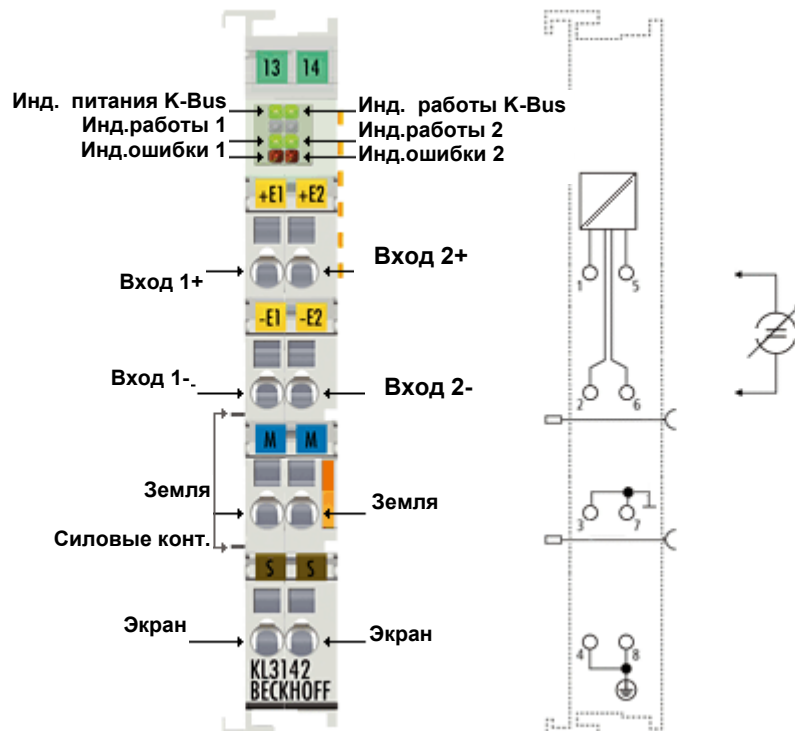 13 14
Инд. питания K-Bus
Инд. работы K-Bus
Инд.работы 1
Инд.работы 2
Инд.ошибки 1
Инд.ошибки 2
+E1 +E2
Вход 1+
Вход 2+
1 5
-E1 -E2
Вход 1-
Вход 2-
2 6
M M
Земля
Земля
3 7
Силовые конт.
S S
Экран
Экран
4 8
KL3142
BECKHOFF